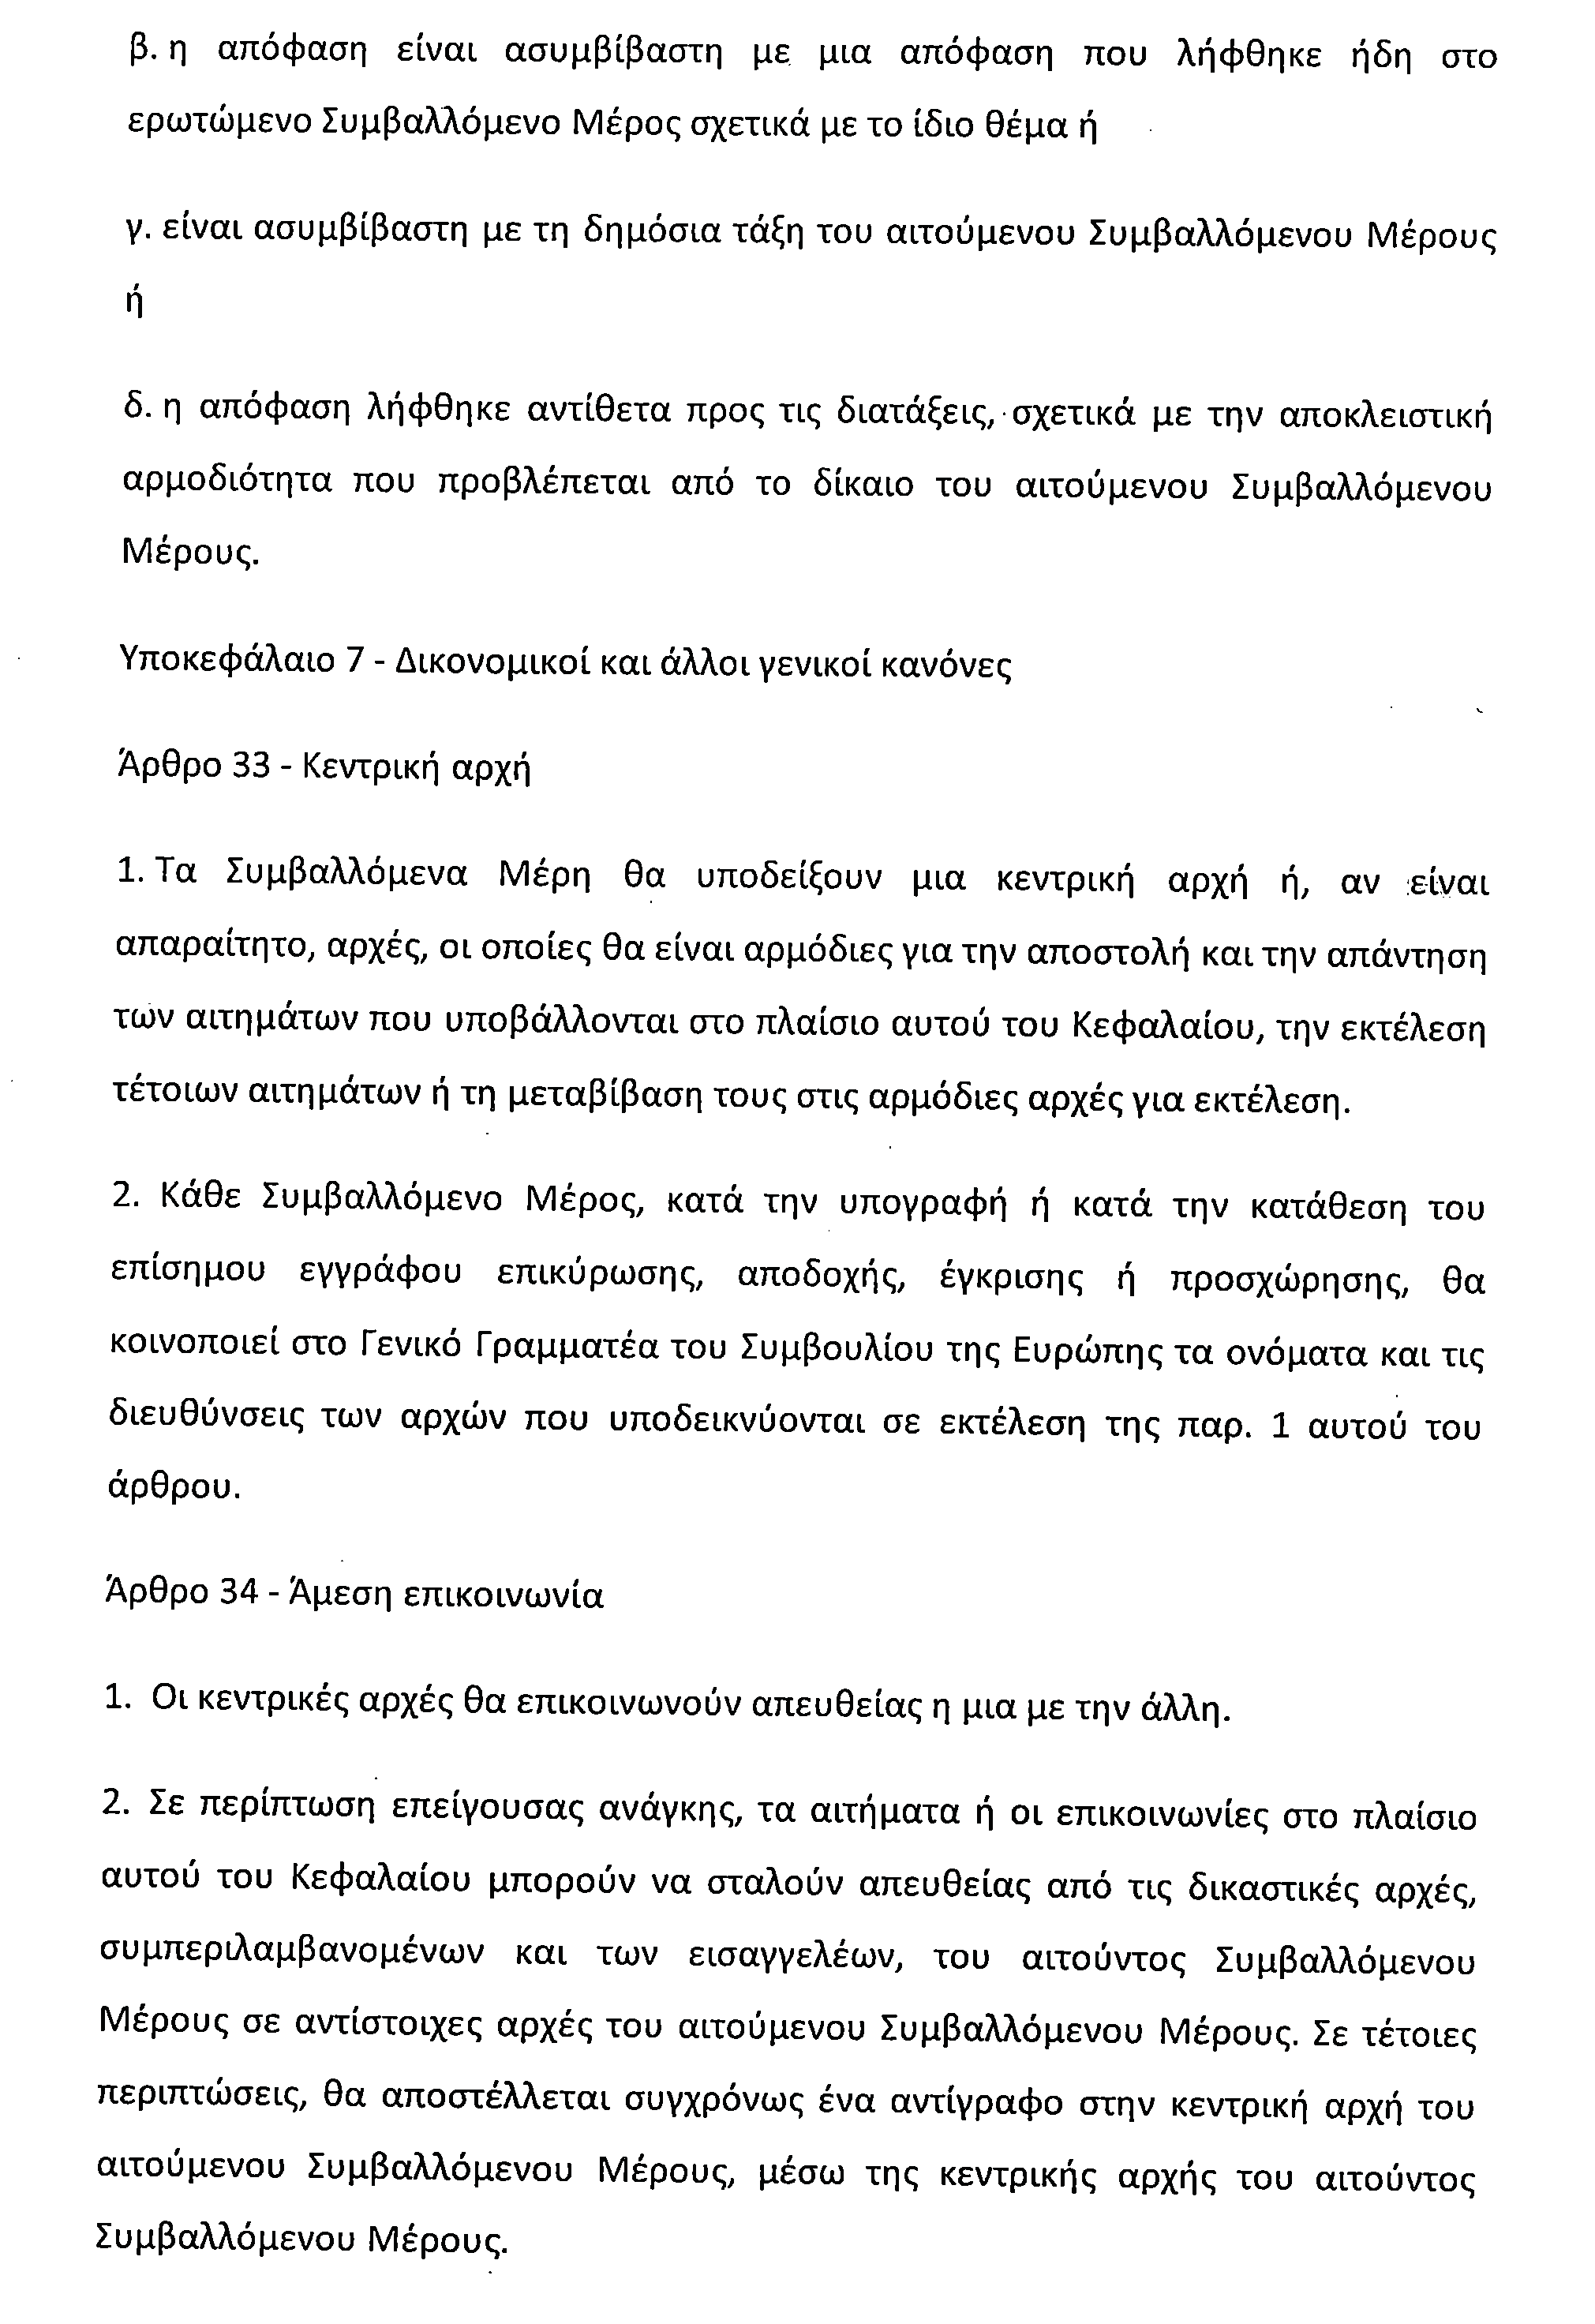 β. η απόφαση είναι ασυμβίβαστη με μια απόφαση που λήφθηκε ήδη στο
ερωτώμενο Συμβαλλόμενο Μέρος σχετικά με το ίδιο θέμα ή
γ. είναι ασυμβίβαστη με τη δημόσια τάξη του αιτούμενου Συμβαλλόμενου Μέρους
ή
δ. η απόφαση λήφθηκε αντίθετα προς τις διατάξεις, σχετικά με την αποκλειστική
αρμοδιότητα που προβλέπεται από το δίκαιο του αιτούμενου Συμβαλλόμενου
Μέρους.
Υποκεφάλαιο 7 - Δικονομικοί και άλλοι γενικοί κανόνες
Άρθρο 33 - Κεντρική αρχή
1. Τα Συμβαλλόμενα Μέρη θα υποδείξουν μια κεντρική αρχή ή, αν είναι
απαραίτητο, αρχές, οι οποίες θα είναι αρμόδιες για την αποστολή και την απάντηση
των αιτημάτων που υποβάλλονται στο πλαίσιο αυτού του Κεφαλαίου, την εκτέλεση
τέτοιων αιτημάτων ή τη μεταβίβαση τους στις αρμόδιες αρχές για εκτέλεση.
2. Κάθε Συμβαλλόμενο Μέρος, κατά την υπογραφή ή κατά την κατάθεση του
επίσημου εγγράφου επικύρωσης, αποδοχής, έγκρισης ή προσχώρησης, θα
κοινοποιεί στο Γενικό Γραμματέα του Συμβουλίου της Ευρώπης τα ονόματα και τις
διευθύνσεις των αρχών που υποδεικνύονται σε εκτέλεση της παρ. 1 αυτού του
άρθρου.
Άρθρο 34 - Άμεση επικοινωνία
1. Οι κεντρικές αρχές θα επικοινωνούν απευθείας η μια με την άλλη.
2. Σε περίπτωση επείγουσας ανάγκης, τα αιτήματα ή οι επικοινωνίες στο πλαίσιο
αυτού του Κεφαλαίου μπορούν να σταλούν απευθείας από τις δικαστικές αρχές,
συμπεριλαμβανομένων και των εισαγγελέων, του αιτούντος Συμβαλλόμενου
Μέρους σε αντίστοιχες αρχές του αιτούμενου Συμβαλλόμενου Μέρους. Σε τέτοιες
περιπτώσεις, θα αποστέλλεται συγχρόνως ένα αντίγραφο στην κεντρική αρχή του
αιτούμενου Συμβαλλόμενου Μέρους, μέσω της κεντρικής αρχής του αιτούντος
Συμβαλλόμενου Μέρους.